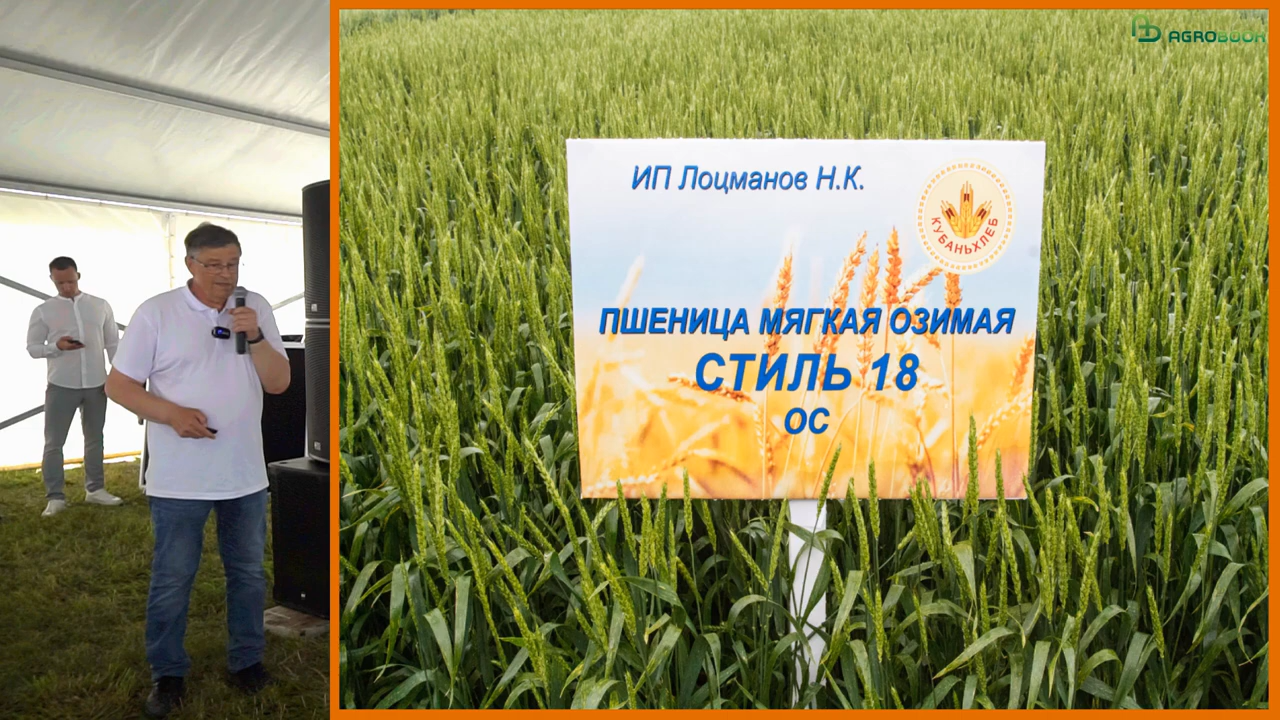 AGROBOOK
ИП Лоцманов Н.К.
КУБАНЬХЛЕБ
ПШЕНИЦА МЯГКАЯ ОЗИМАЯ
СТИЛЬ 18
ОС